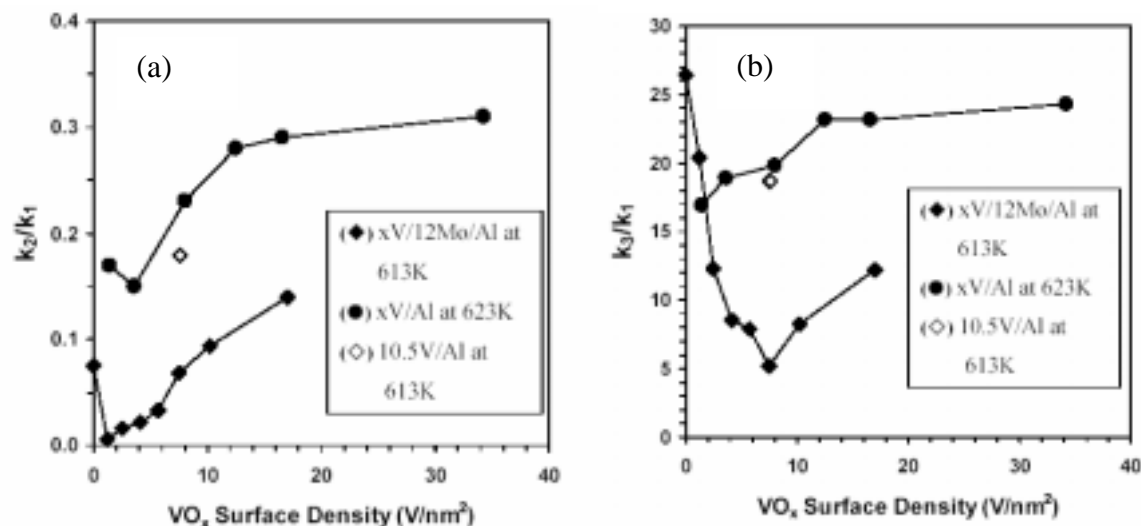 (a)
0.4
0.3
0.2
0.1
0.0
k2/k1
(◆) xV/12Mo/Al at
613K
(●) xV/Al at 623K
(◇) 10.5V/Al at
613K
0 10 20 30 40
VOx Surface Density (V/nm²)
(b)
30
25
20
15
10
5
0
k3/k1
(◆) xV/12Mo/Al at
613K
(●) xV/Al at 623K
(◇) 10.5V/Al at
613K
0 10 20 30 40
VOx Surface Density (V/nm²)